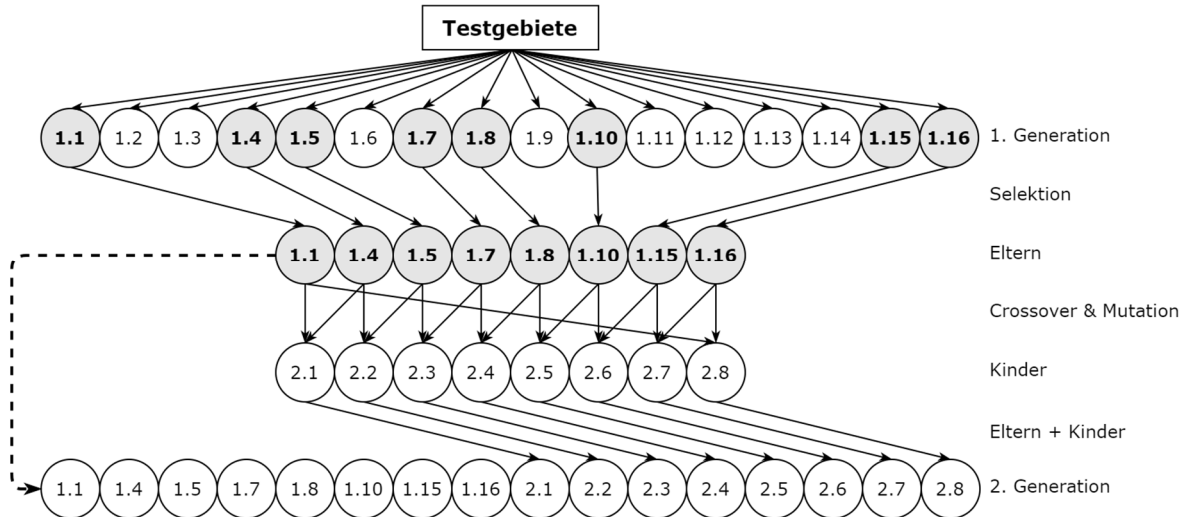 Testgebiete
1.1 1.2 1.3 1.4 1.5 1.6 1.7 1.8 1.9 1.10 1.11 1.12 1.13 1.14 1.15 1.16 1. Generation
Selektion
1.1 1.4 1.5 1.7 1.8 1.10 1.15 1.16 Eltern
Crossover & Mutation
2.1 2.2 2.3 2.4 2.5 2.6 2.7 2.8 Kinder
Eltern + Kinder
1.1 1.4 1.5 1.7 1.8 1.10 1.15 1.16 2.1 2.2 2.3 2.4 2.5 2.6 2.7 2.8 2. Generation